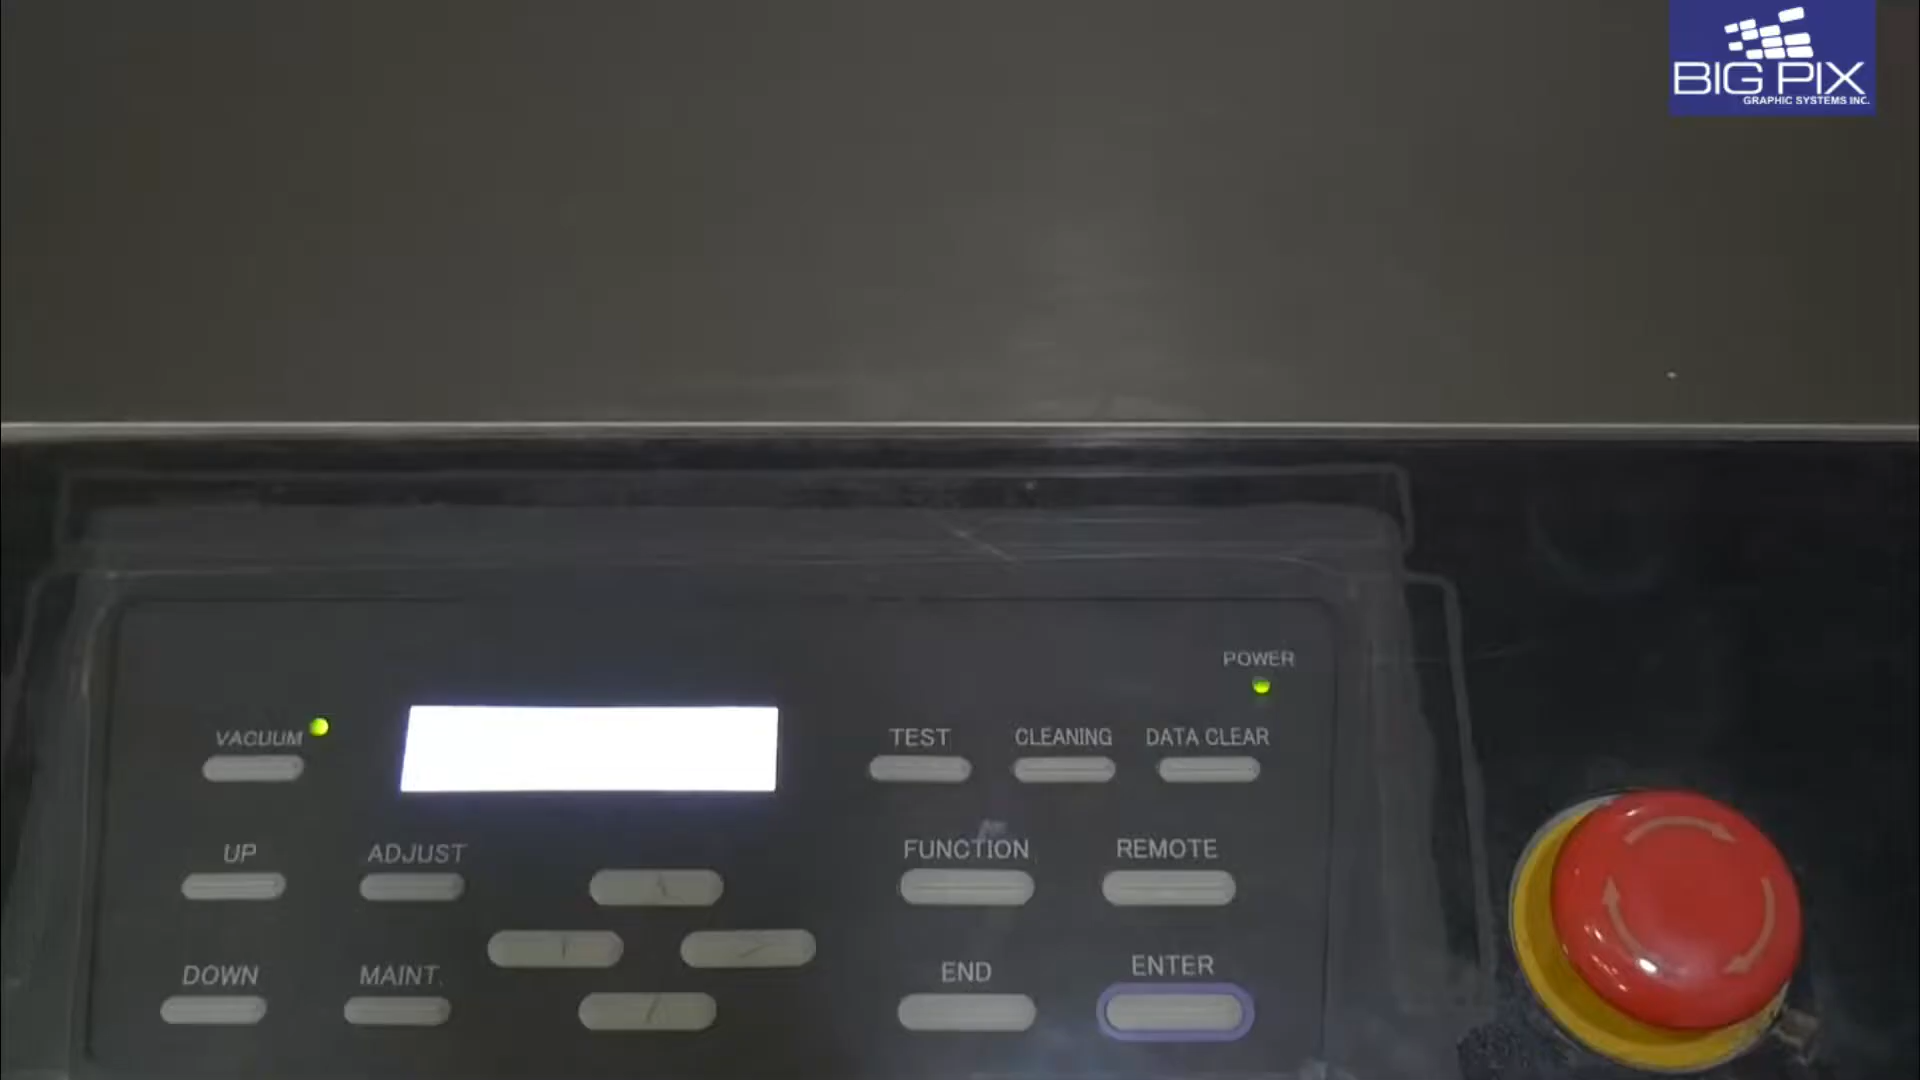 BIG PIX
GRAPHIC SYSTEMS INC.
POWER
VACUUM
TEST
CLEANING
DATA CLEAR
UP
ADJUST
FUNCTION
REMOTE
DOWN
MAINT.
END
ENTER